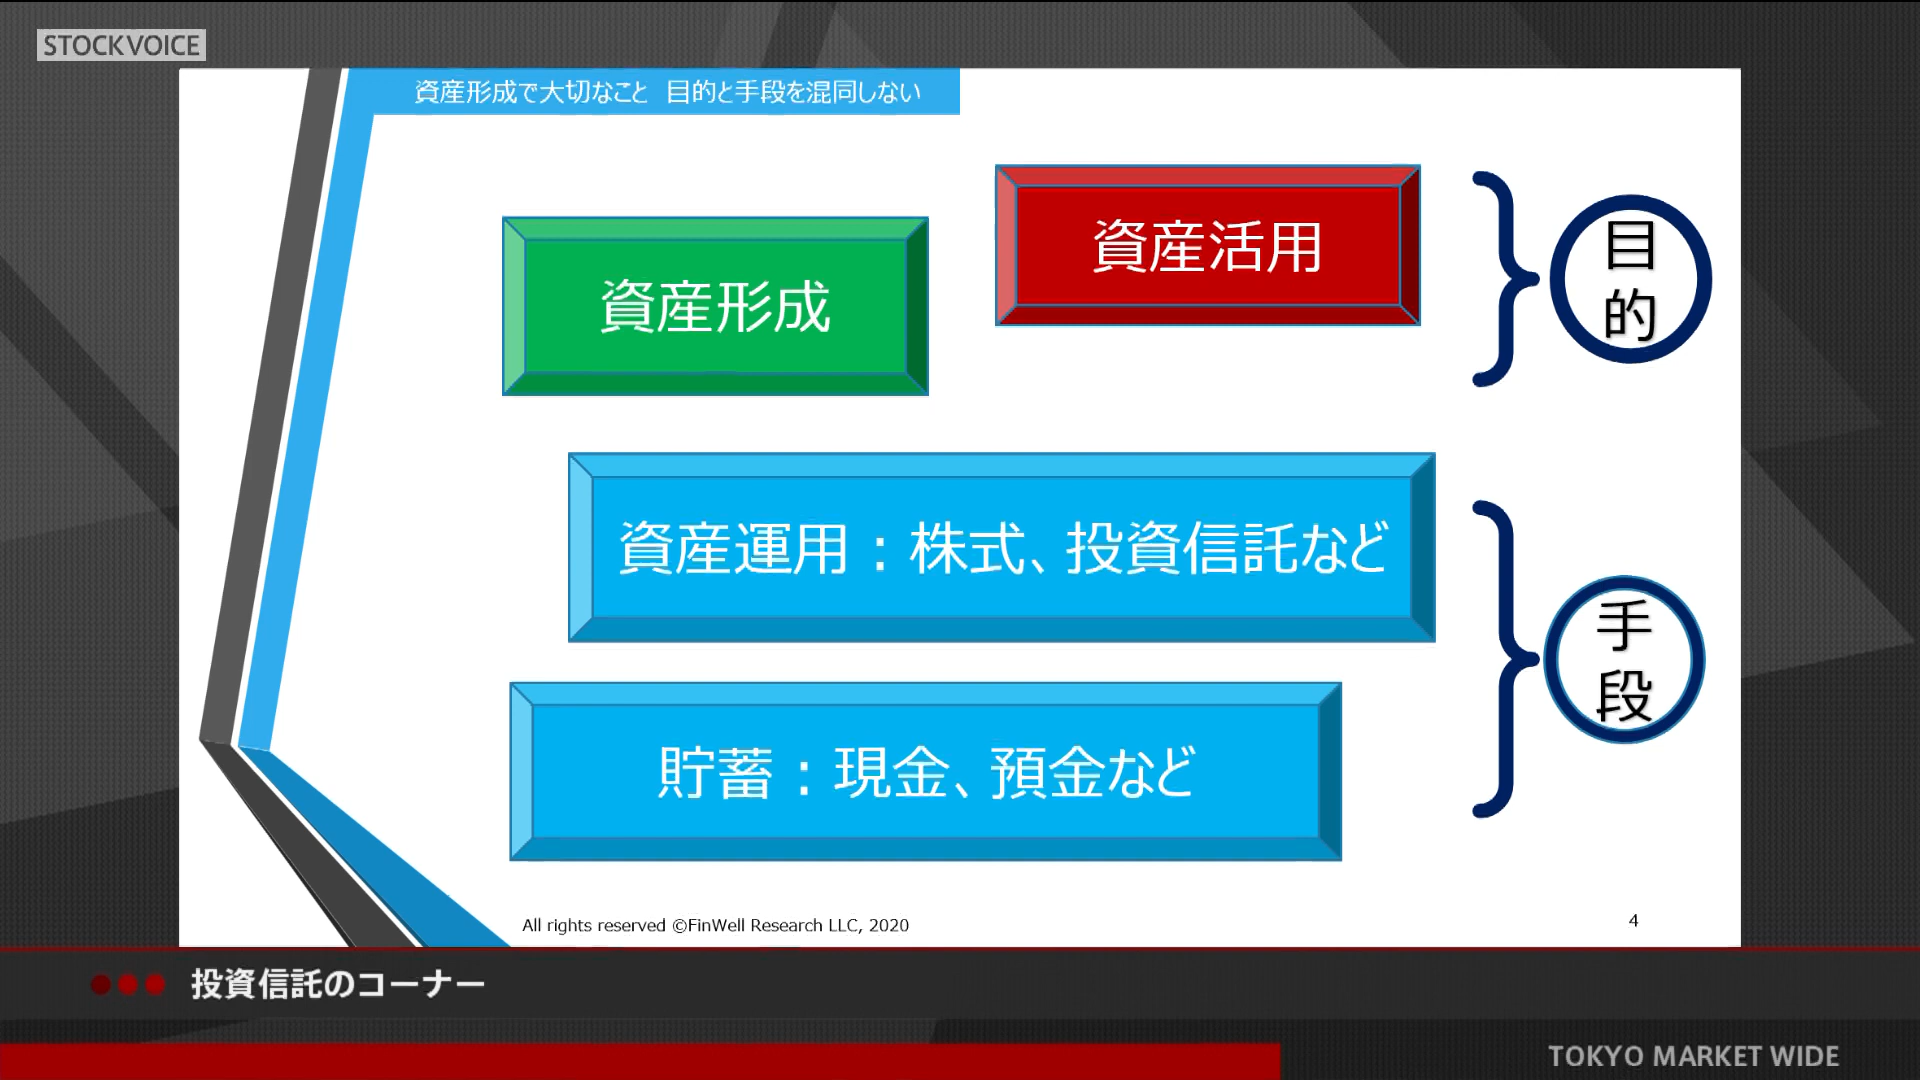 STOCKVOICE
資産形成で大切なこと 目的と手段を混同しない
資産活用
資産形成
目的
資産運用：株式、投資信託など
手段
貯蓄：現金、預金など
All rights reserved ©FinWell Research LLC, 2020
4
投資信託のコーナー
TOKYO MARKET WIDE